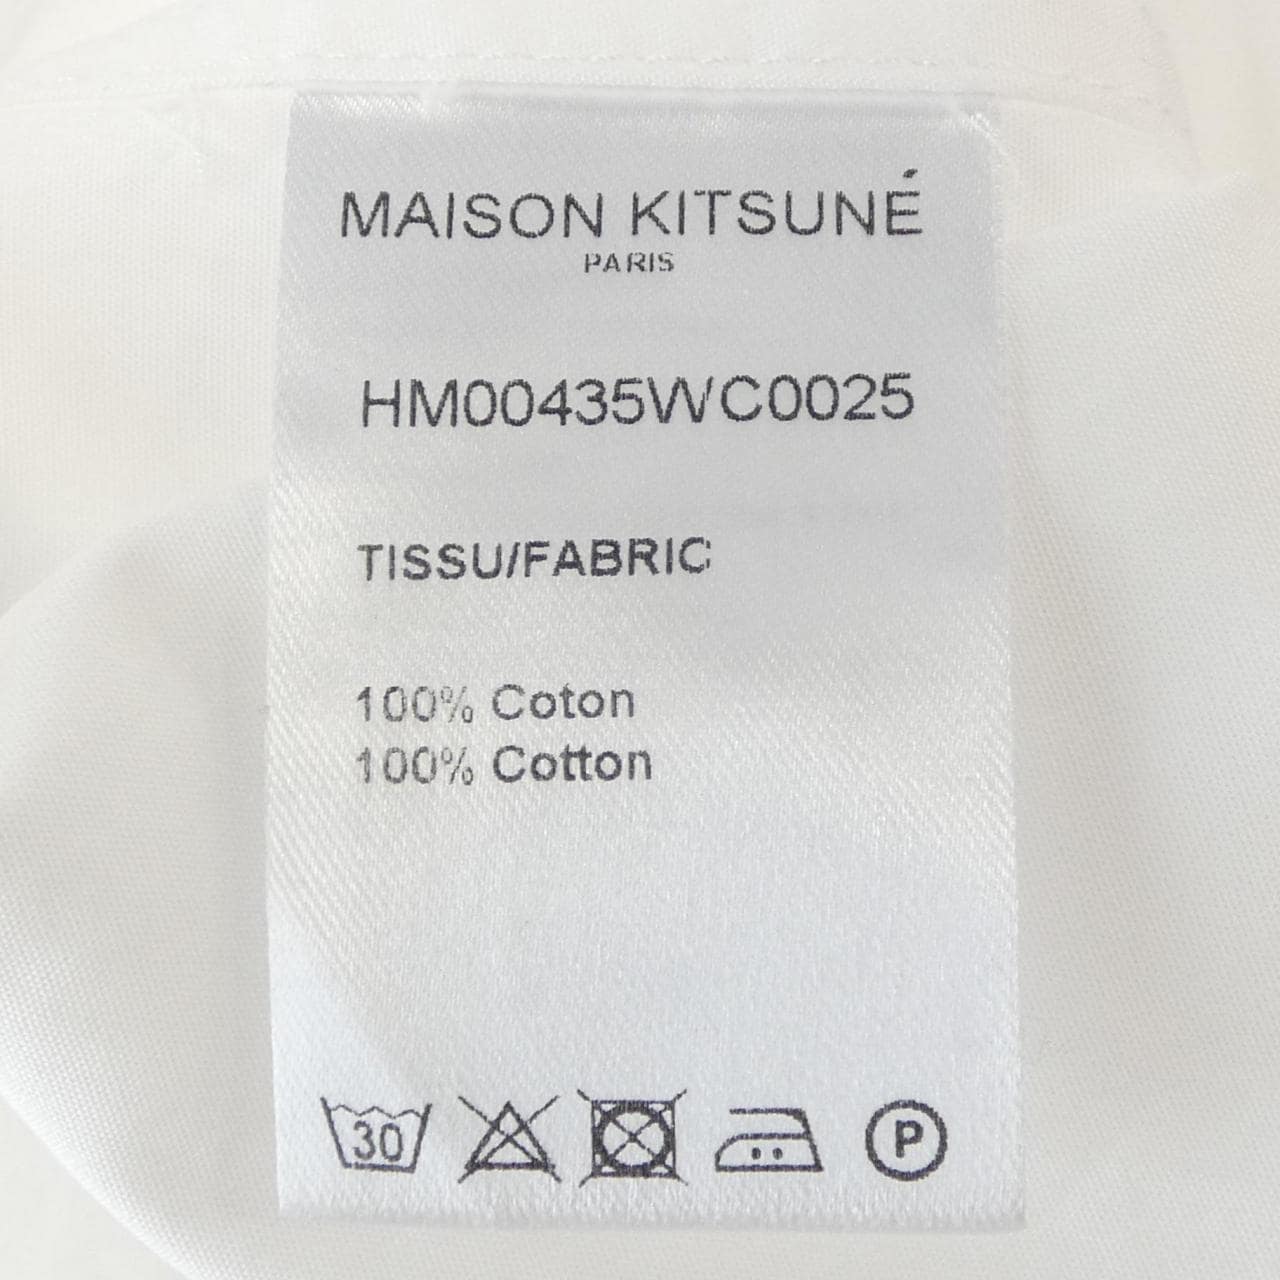 MAISON KITSUNÉ
PARIS
HM00435WC0025
TISSU/FABRIC
100% Coton
100% Cotton
30 P